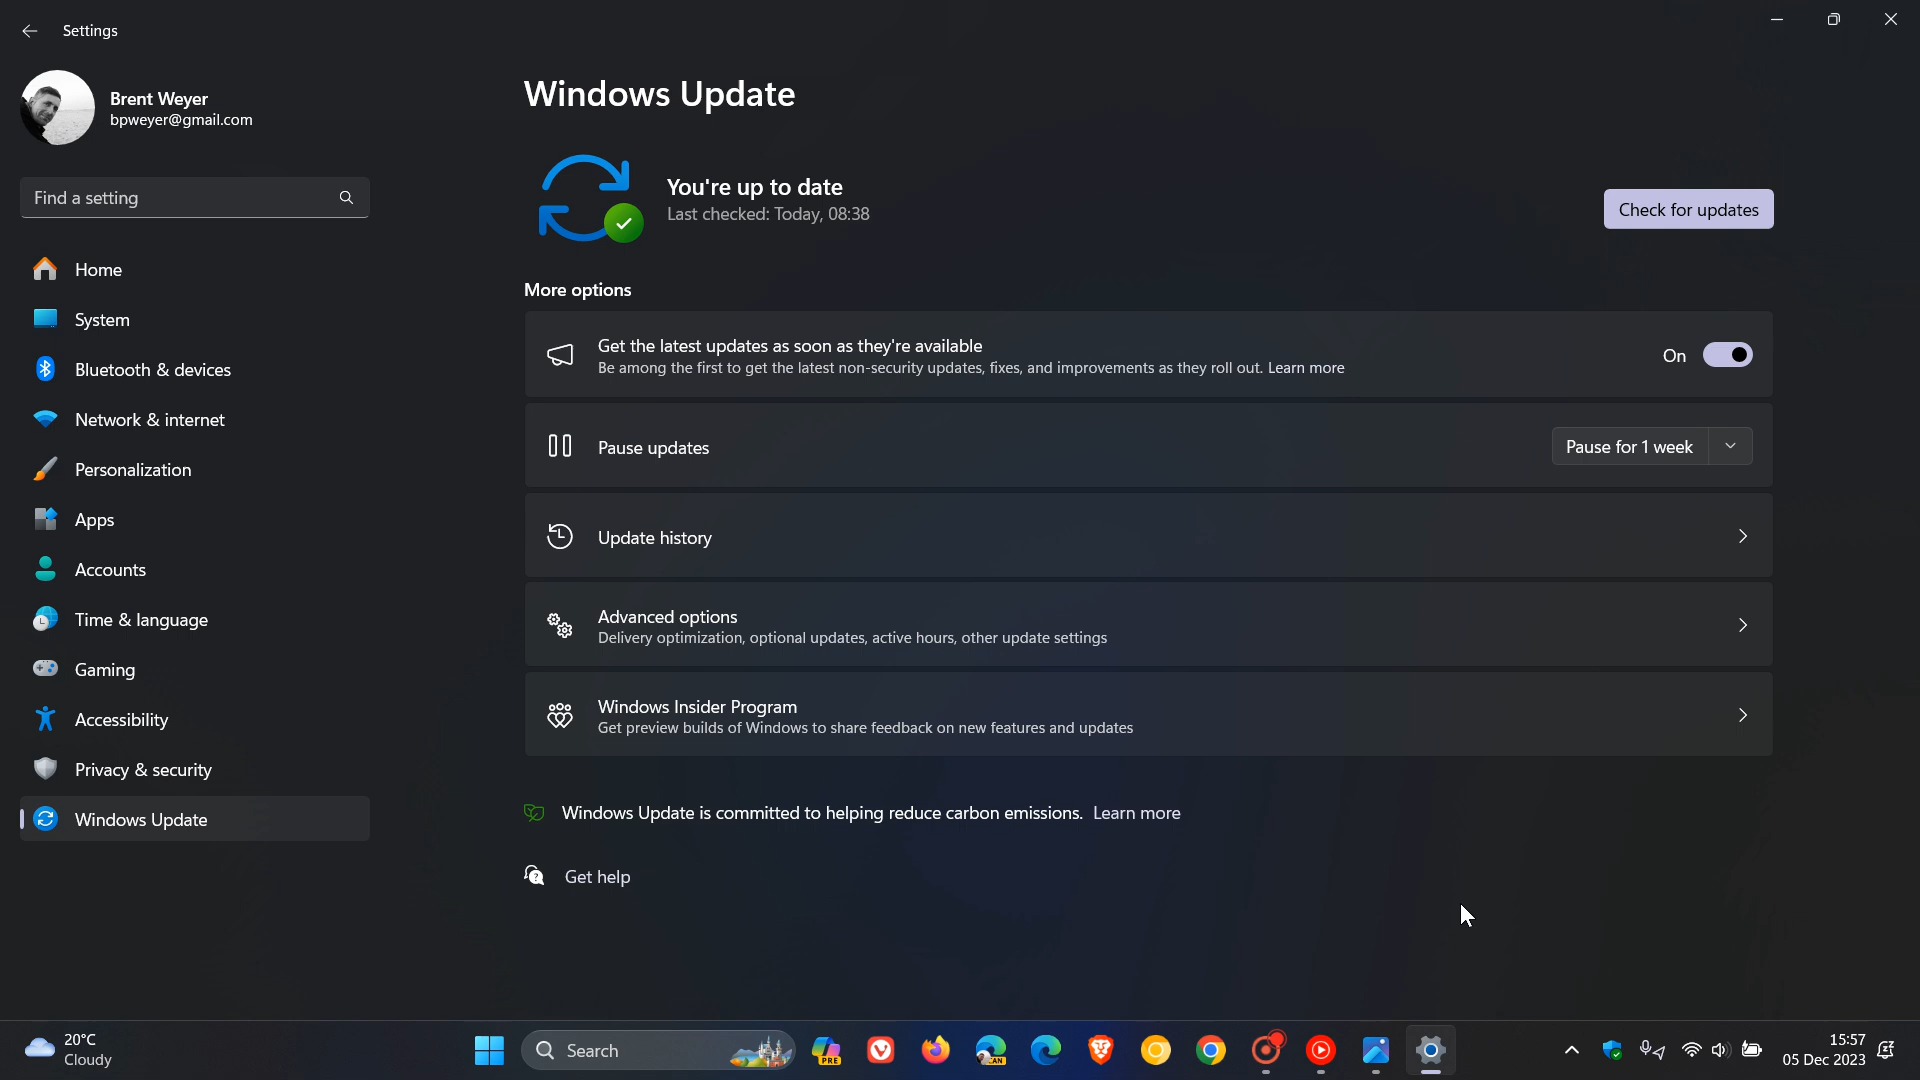 Settings
Brent Weyer
bpweyer@gmail.com
Find a setting
Home
System
Bluetooth & devices
Network & internet
Personalization
Apps
Accounts
Time & language
Gaming
Accessibility
Privacy & security
Windows Update
Windows Update
You're up to date
Last checked: Today, 08:38
Check for updates
More options
Get the latest updates as soon as they're available
Be among the first to get the latest non-security updates, fixes, and improvements as they roll out. Learn more
On
Pause updates
Pause for 1 week
Update history
Advanced options
Delivery optimization, optional updates, active hours, other update settings
Windows Insider Program
Get preview builds of Windows to share feedback on new features and updates
Windows Update is committed to helping reduce carbon emissions. Learn more
Get help
20°C
Cloudy
Search
PRE
CAN
15:57
05 Dec 2023